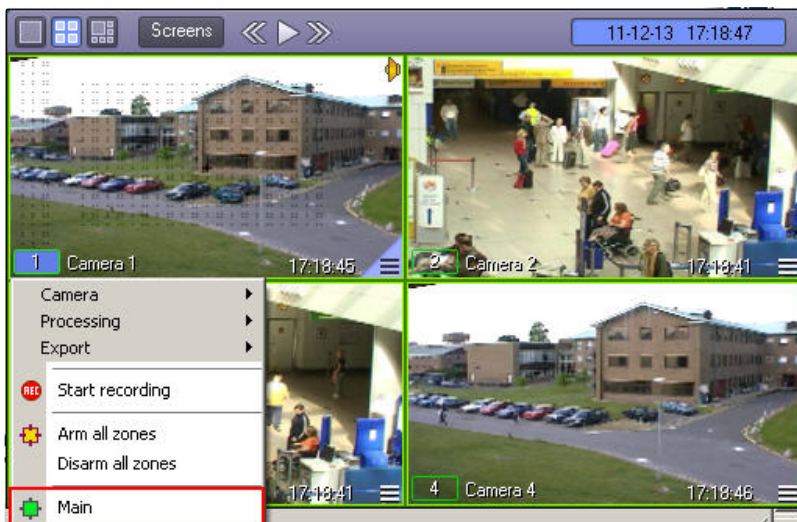 Screens
11-12-13 17:18:47
1 Camera 1 17:18:45
2 Camera 2 17:18:41
Camera
Processing
Export
REC Start recording
Arm all zones
Disarm all zones
Main
17:18:41
4 Camera 4 17:18:46